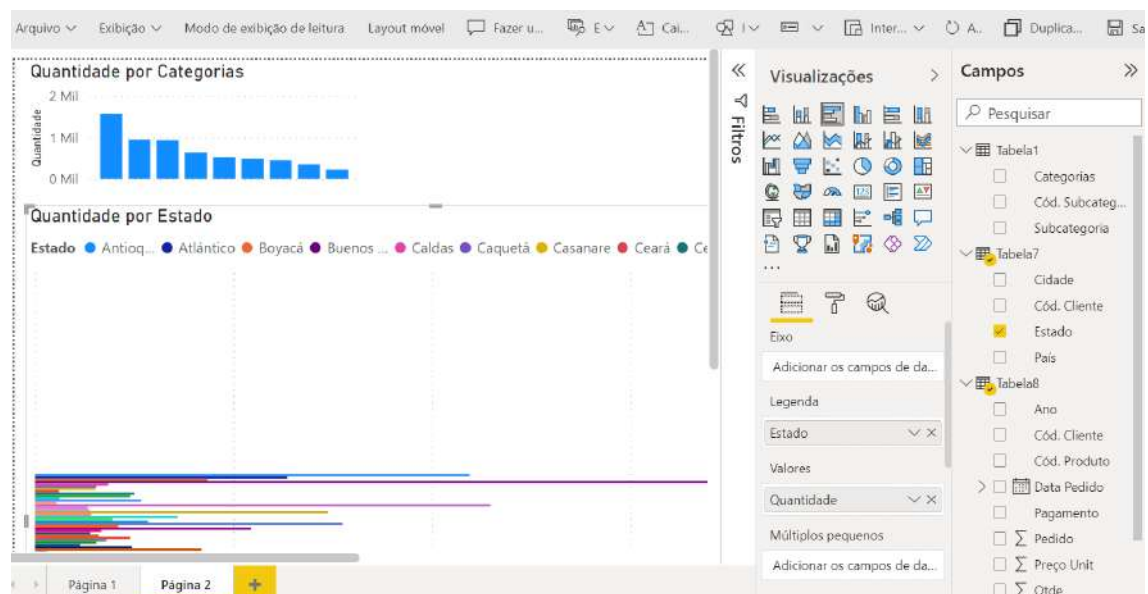 Arquivo Exibição Modo de exibição de leitura Layout móvel Fazer u... E Cai... I Inter... A.. Duplica... Sa
Quantidade por Categorias
2 Mil
1 Mil
0 Mil
Quantidade
Quantidade por Estado
Estado Antioq... Atlántico Boyacá Buenos ... Caldas Caquetá Casanare Ceará Ce
Página 1 Página 2 +
Filtros
Visualizações
123
...
Eixo
Adicionar os campos de da...
Legenda
Estado
Valores
Quantidade
Múltiplos pequenos
Adicionar os campos de da...
Campos
Pesquisar
Tabela1
Categorias
Cód. Subcateg...
Subcategoria
Tabela7
Cidade
Cód. Cliente
Estado
País
Tabela8
Ano
Cód. Cliente
Cód. Produto
Data Pedido
Pagamento
Σ Pedido
Σ Preço Unit
Σ Qtde